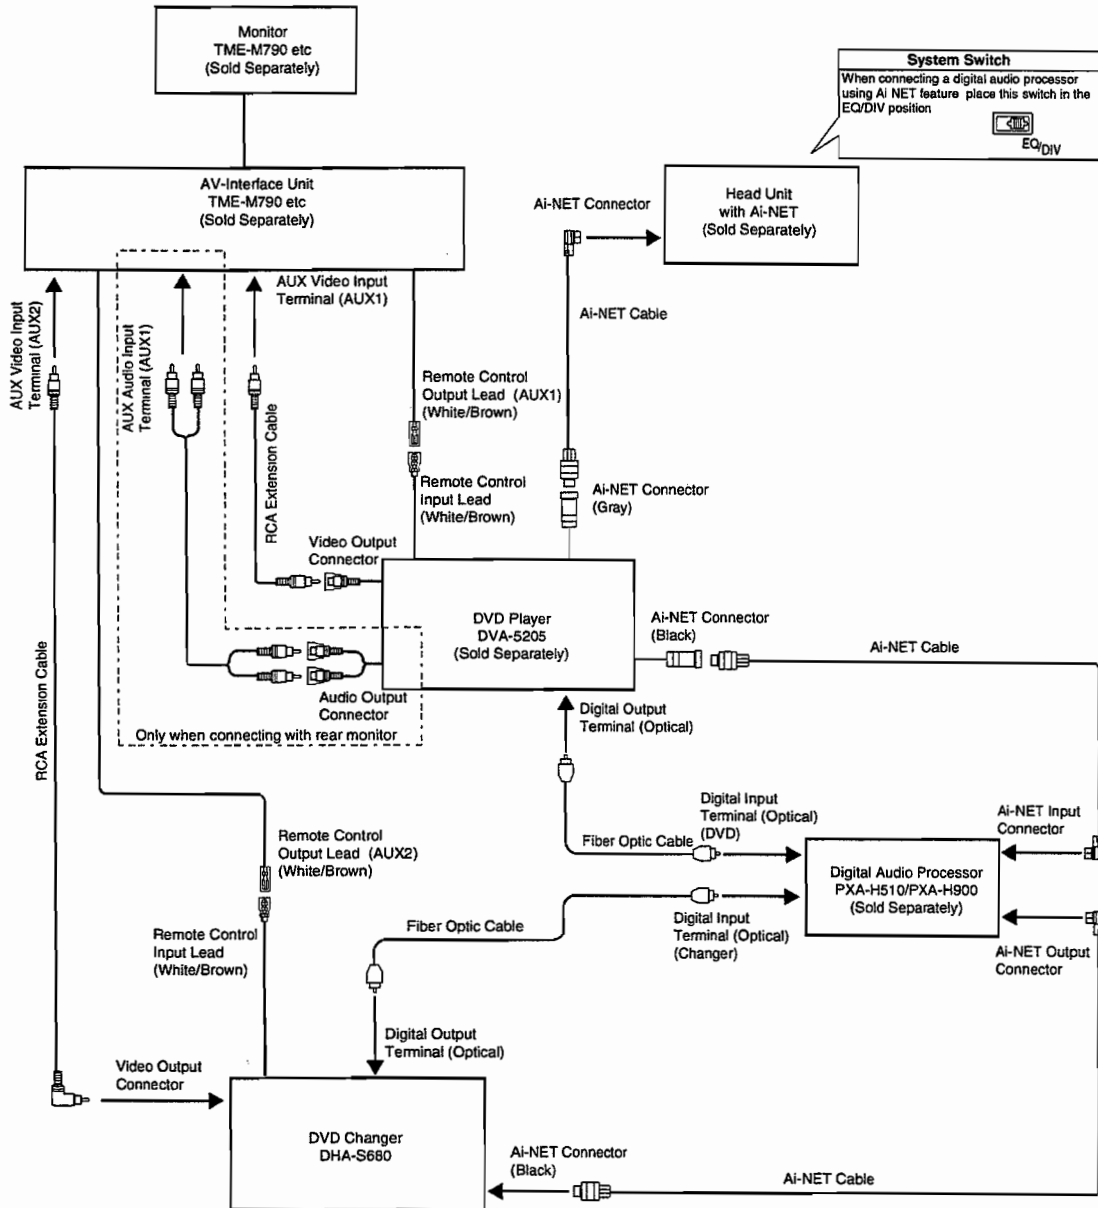 Monitor
TME-M790 etc
(Sold Separately)
System Switch
When connecting a digital audio processor
using Ai NET feature place this switch in the
EQ/DIV position
EQ/DIV
AV-Interface Unit
TME-M790 etc
(Sold Separately)
Head Unit
with Ai-NET
(Sold Separately)
Ai-NET Connector
Ai-NET Cable
AUX Video Input
Terminal (AUX2)
AUX Audio Input
Terminal (AUX1)
AUX Video Input
Terminal (AUX1)
RCA Extension Cable
Remote Control
Output Lead (AUX1)
(White/Brown)
Remote Control
Input Lead
(White/Brown)
Ai-NET Connector
(Gray)
Video Output
Connector
DVD Player
DVA-5205
(Sold Separately)
Ai-NET Connector
(Black)
Ai-NET Cable
Audio Output
Connector
Only when connecting with rear monitor
Digital Output
Terminal (Optical)
RCA Extension Cable
Digital Input
Terminal (Optical)
(DVD)
Fiber Optic Cable
Ai-NET Input
Connector
Digital Audio Processor
PXA-H510/PXA-H900
(Sold Separately)
Remote Control
Output Lead (AUX2)
(White/Brown)
Remote Control
Input Lead
(White/Brown)
Fiber Optic Cable
Digital Input
Terminal (Optical)
(Changer)
Ai-NET Output
Connector
Digital Output
Terminal (Optical)
Video Output
Connector
DVD Changer
DHA-S680
Ai-NET Connector
(Black)
Ai-NET Cable